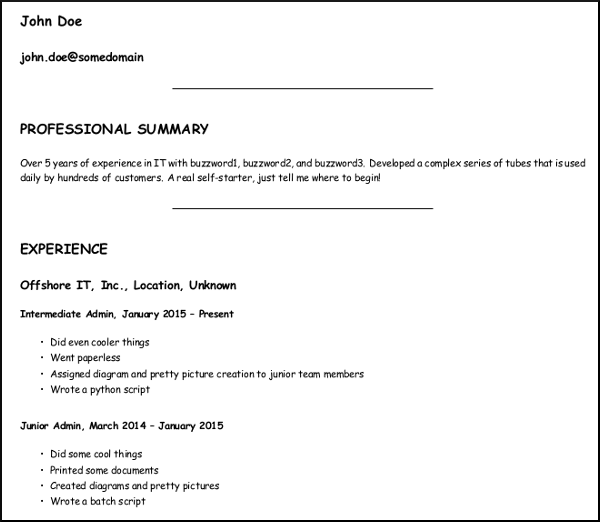 John Doe
john.doe@somedomain
PROFESSIONAL SUMMARY
Over 5 years of experience in IT with buzzword1, buzzword2, and buzzword3. Developed a complex series of tubes that is used
daily by hundreds of customers. A real self-starter, just tell me where to begin!
EXPERIENCE
Offshore IT, Inc., Location, Unknown
Intermediate Admin, January 2015 – Present
• Did even cooler things
• Went paperless
• Assigned diagram and pretty picture creation to junior team members
• Wrote a python script
Junior Admin, March 2014 – January 2015
• Did some cool things
• Printed some documents
• Created diagrams and pretty pictures
• Wrote a batch script